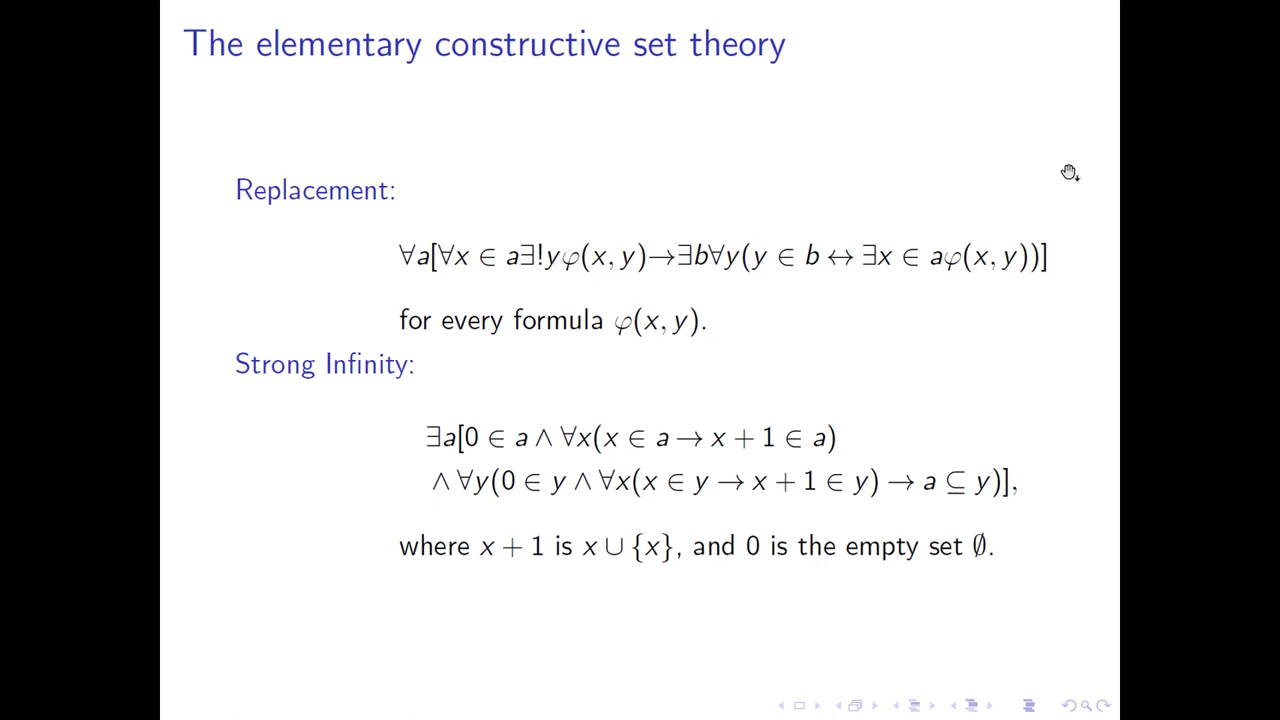 The elementary constructive set theory
Replacement:
∀a[∀x ∈ a∃!yφ(x, y)→∃b∀y(y ∈ b ↔ ∃x ∈ aφ(x, y))]
for every formula φ(x, y).
Strong Infinity:
∃a[0 ∈ a ∧ ∀x(x ∈ a → x + 1 ∈ a)
∧ ∀y(0 ∈ y ∧ ∀x(x ∈ y → x + 1 ∈ y) → a ⊆ y)],
where x + 1 is x ∪ {x}, and 0 is the empty set ∅.